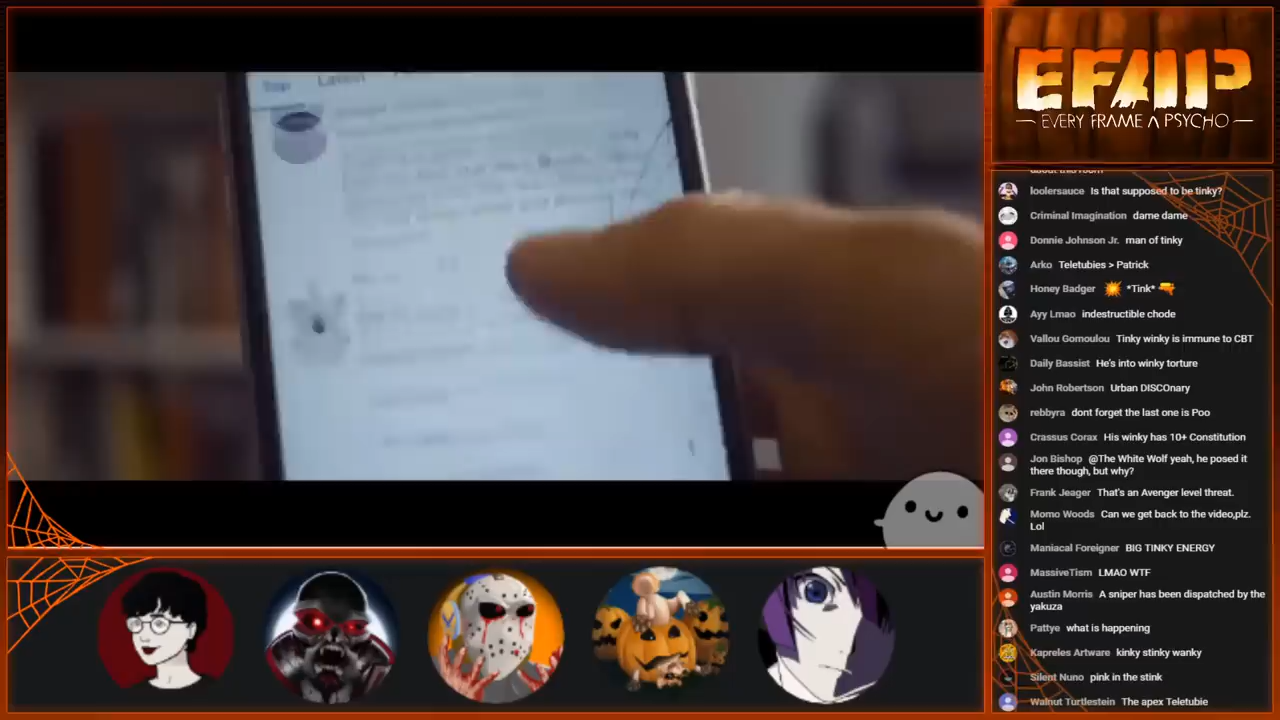 Top Latest
EFAP
EVERY FRAME A PSYCHO
about this room
loolersauce Is that supposed to be tinky?
Criminal Imagination dame dame
Donnie Johnson Jr. man of tinky
Arko Teletubies > Patrick
Honey Badger 💥 *Tink* 🔫
Ayy Lmao indestructible chode
Vallou Gomoulou Tinky winky is immune to CBT
Daily Bassist He's into winky torture
John Robertson Urban DISCOnary
rebbyra dont forget the last one is Poo
Crassus Corax His winky has 10+ Constitution
Jon Bishop @The White Wolf yeah, he posed it
there though, but why?
Frank Jeager That's an Avenger level threat.
Momo Woods Can we get back to the video,plz.
Lol
Maniacal Foreigner BIG TINKY ENERGY
MassiveTism LMAO WTF
Austin Morris A sniper has been dispatched by the
yakuza
Pattye what is happening
Kapreles Artware kinky stinky wanky
Silent Nuno pink in the stink
Walnut Turtlestein The apex Teletubie